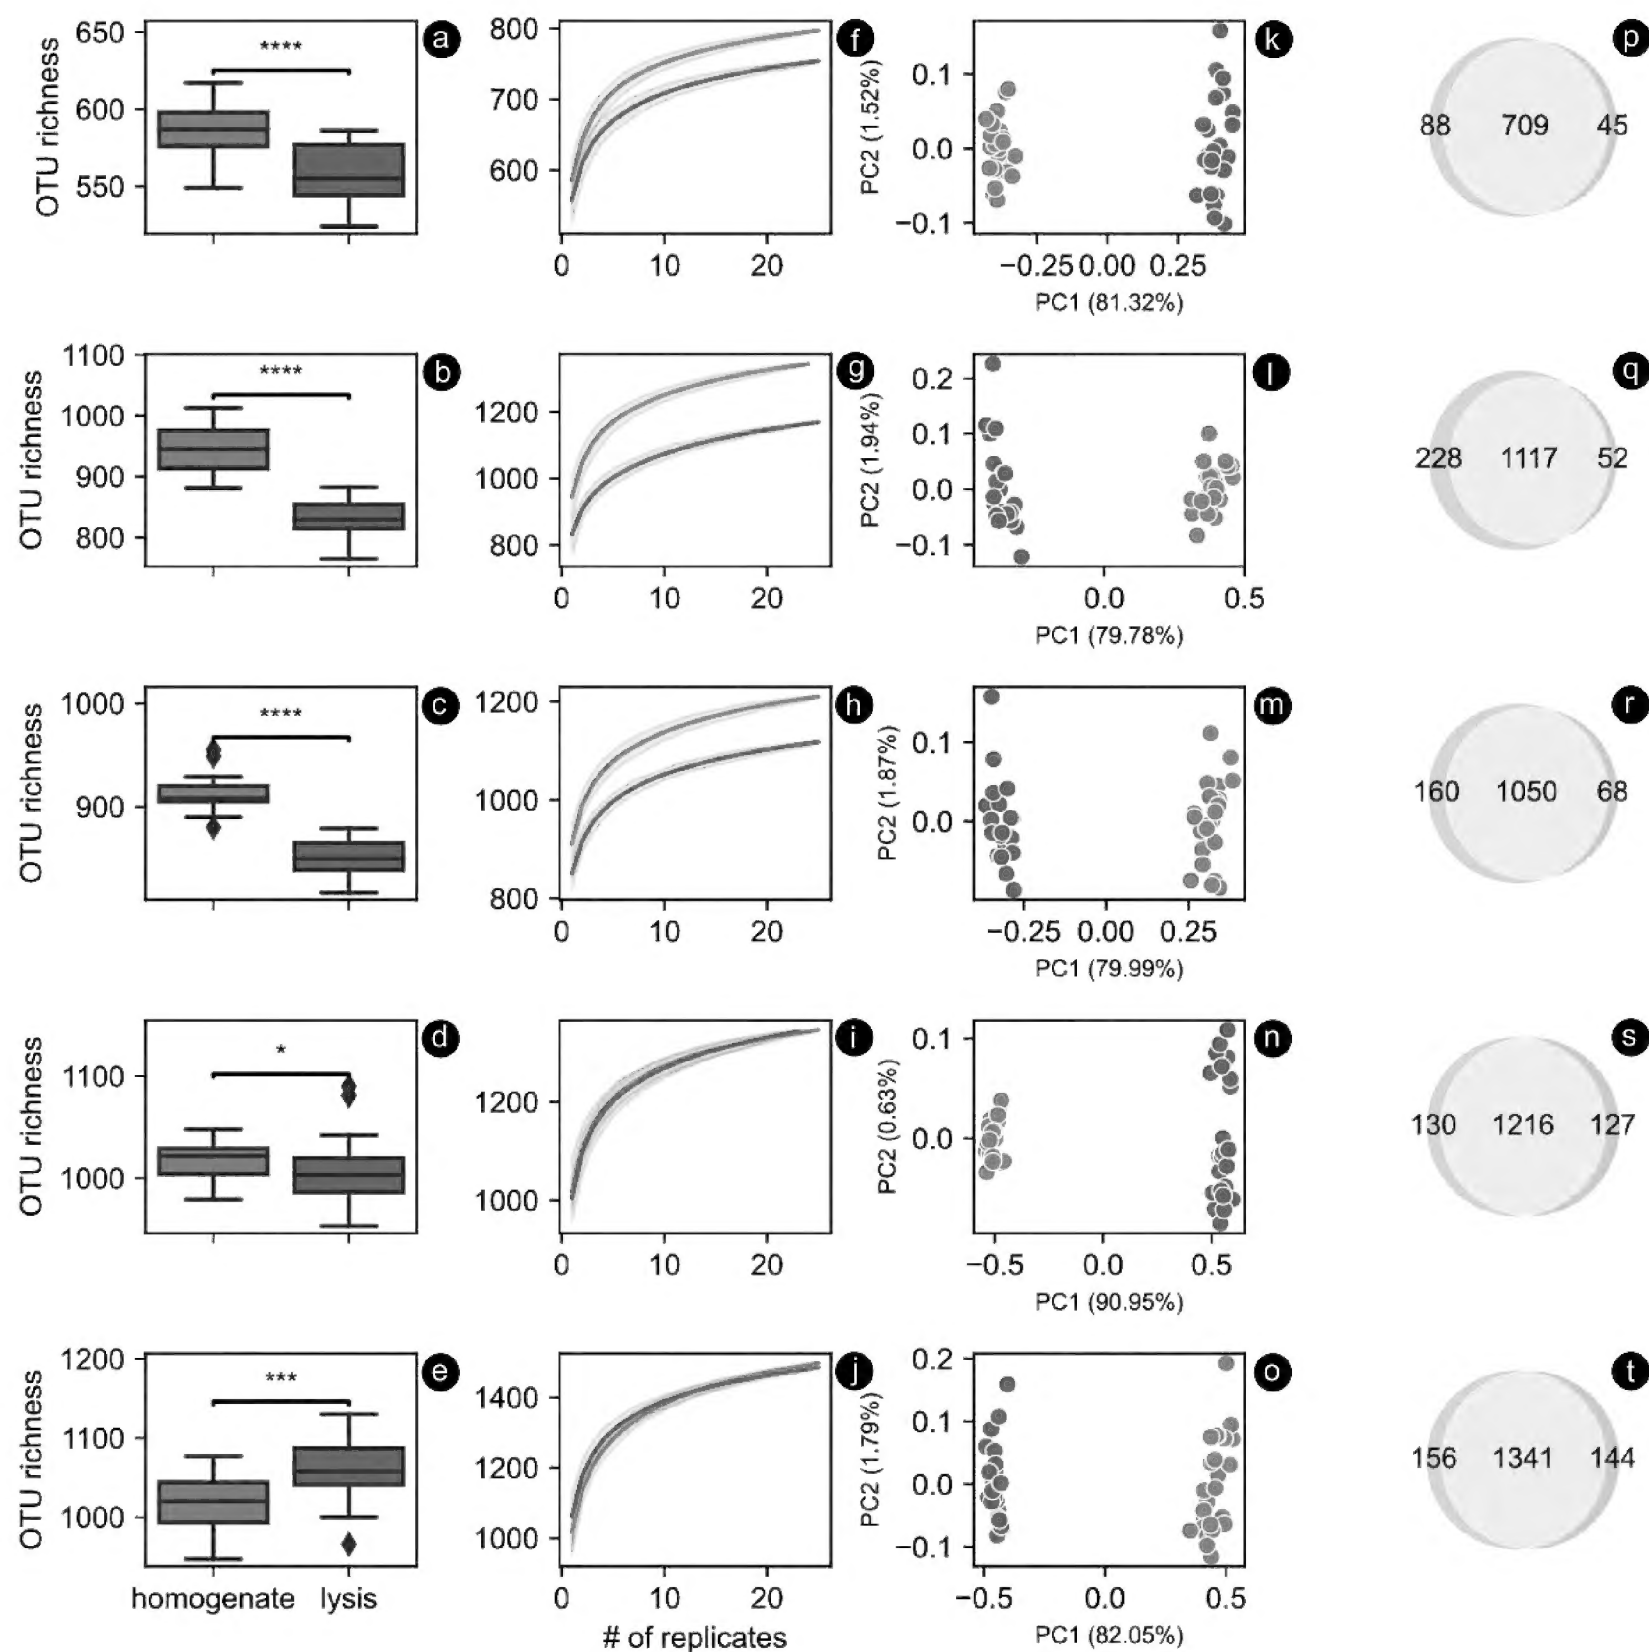 OTU richness
650
600
550
****
a
800
700
600
0 10 20
f
PC2 (1.52%)
0.1
0.0
−0.1
−0.25 0.00 0.25
PC1 (81.32%)
k
88 709 45
p
OTU richness
1100
1000
900
800
****
b
1200
1000
800
0 10 20
g
PC2 (1.94%)
0.2
0.1
0.0
−0.1
0.0 0.5
PC1 (79.78%)
l
228 1117 52
q
OTU richness
1000
900
****
c
1200
1000
800
0 10 20
h
PC2 (1.87%)
0.1
0.0
−0.25 0.00 0.25
PC1 (79.99%)
m
160 1050 68
r
OTU richness
1100
1000
*
d
1200
1000
0 10 20
i
PC2 (0.63%)
0.1
0.0
−0.5 0.0 0.5
PC1 (90.95%)
n
130 1216 127
s
OTU richness
1200
1100
1000
***
e
homogenate lysis
1400
1200
1000
0 10 20
# of replicates
j
PC2 (1.79%)
0.2
0.1
0.0
−0.1
−0.5 0.0 0.5
PC1 (82.05%)
o
156 1341 144
t